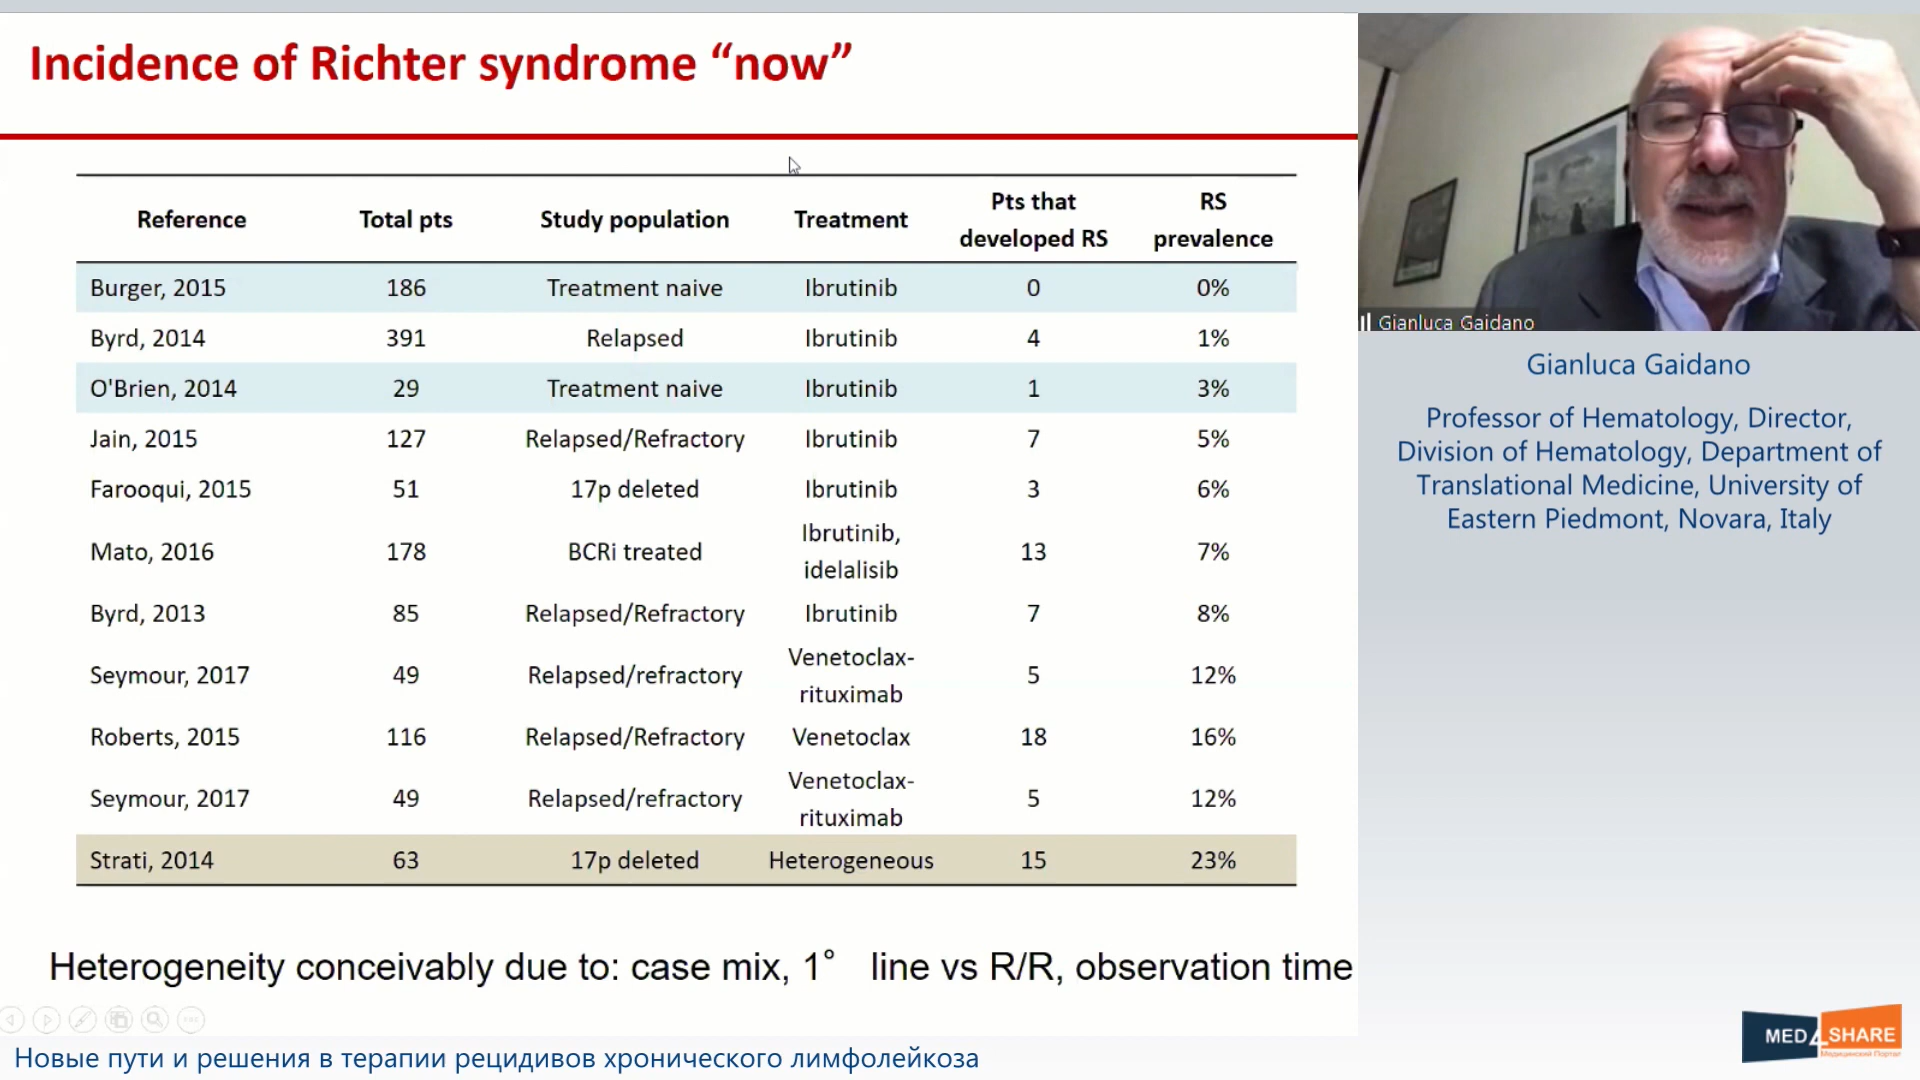 Incidence of Richter syndrome “now”
Reference Total pts Study population Treatment Pts that developed RS RS prevalence
Burger, 2015 186 Treatment naive Ibrutinib 0 0%
Byrd, 2014 391 Relapsed Ibrutinib 4 1%
O'Brien, 2014 29 Treatment naive Ibrutinib 1 3%
Jain, 2015 127 Relapsed/Refractory Ibrutinib 7 5%
Farooqui, 2015 51 17p deleted Ibrutinib 3 6%
Mato, 2016 178 BCRi treated Ibrutinib, idelalisib 13 7%
Byrd, 2013 85 Relapsed/Refractory Ibrutinib 7 8%
Seymour, 2017 49 Relapsed/refractory Venetoclax-rituximab 5 12%
Roberts, 2015 116 Relapsed/Refractory Venetoclax 18 16%
Seymour, 2017 49 Relapsed/refractory Venetoclax-rituximab 5 12%
Strati, 2014 63 17p deleted Heterogeneous 15 23%
Heterogeneity conceivably due to: case mix, 1° line vs R/R, observation time
Gianluca Gaidano
Gianluca Gaidano
Professor of Hematology, Director,
Division of Hematology, Department of
Translational Medicine, University of
Eastern Piedmont, Novara, Italy
MED4SHARE
Медицинский Портал
Новые пути и решения в терапии рецидивов хронического лимфолейкоза